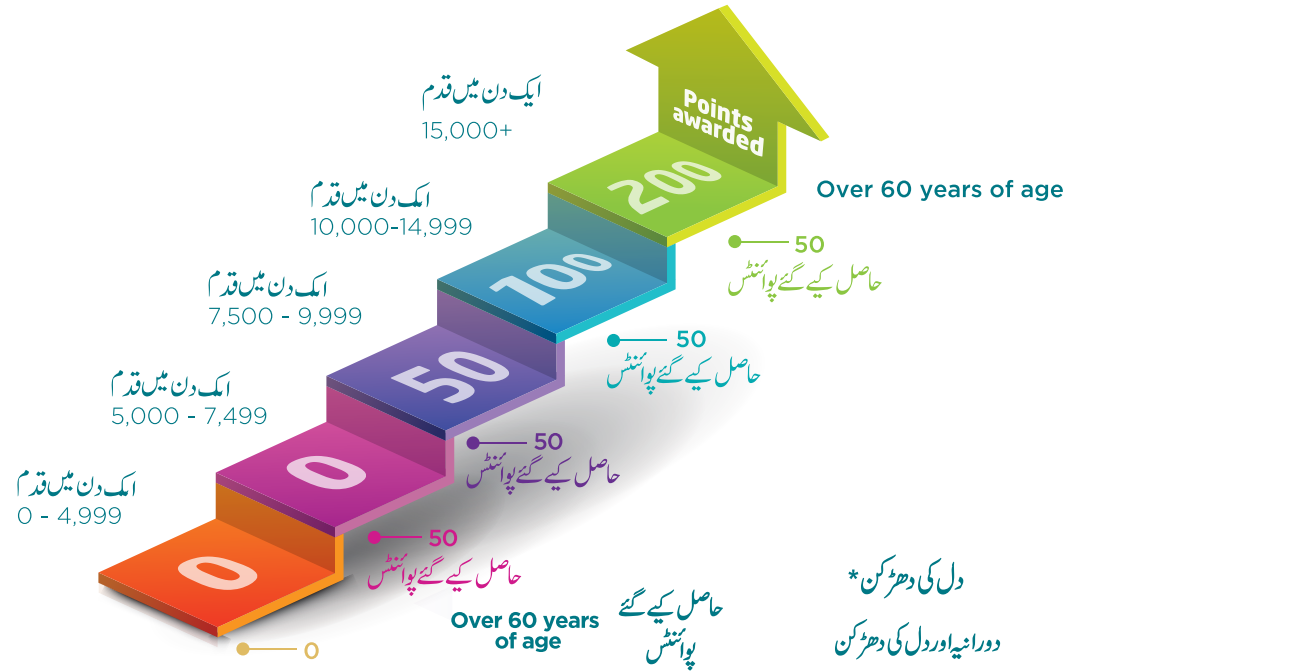 ایک دن میں قدم
15,000+
Points
awarded
200
Over 60 years of age
50
حاصل کیے گئے پوائنٹس
ایک دن میں قدم
10,000-14,999
100
50
حاصل کیے گئے پوائنٹس
ایک دن میں قدم
7,500 - 9,999
50
50
حاصل کیے گئے پوائنٹس
ایک دن میں قدم
5,000 - 7,499
0
50
حاصل کیے گئے پوائنٹس
ایک دن میں قدم
0 - 4,999
0
0
Over 60 years
of age
حاصل کیے گئے
پوائنٹس
دل کی دھڑکن*
دورانیہ اور دل کی دھڑکن